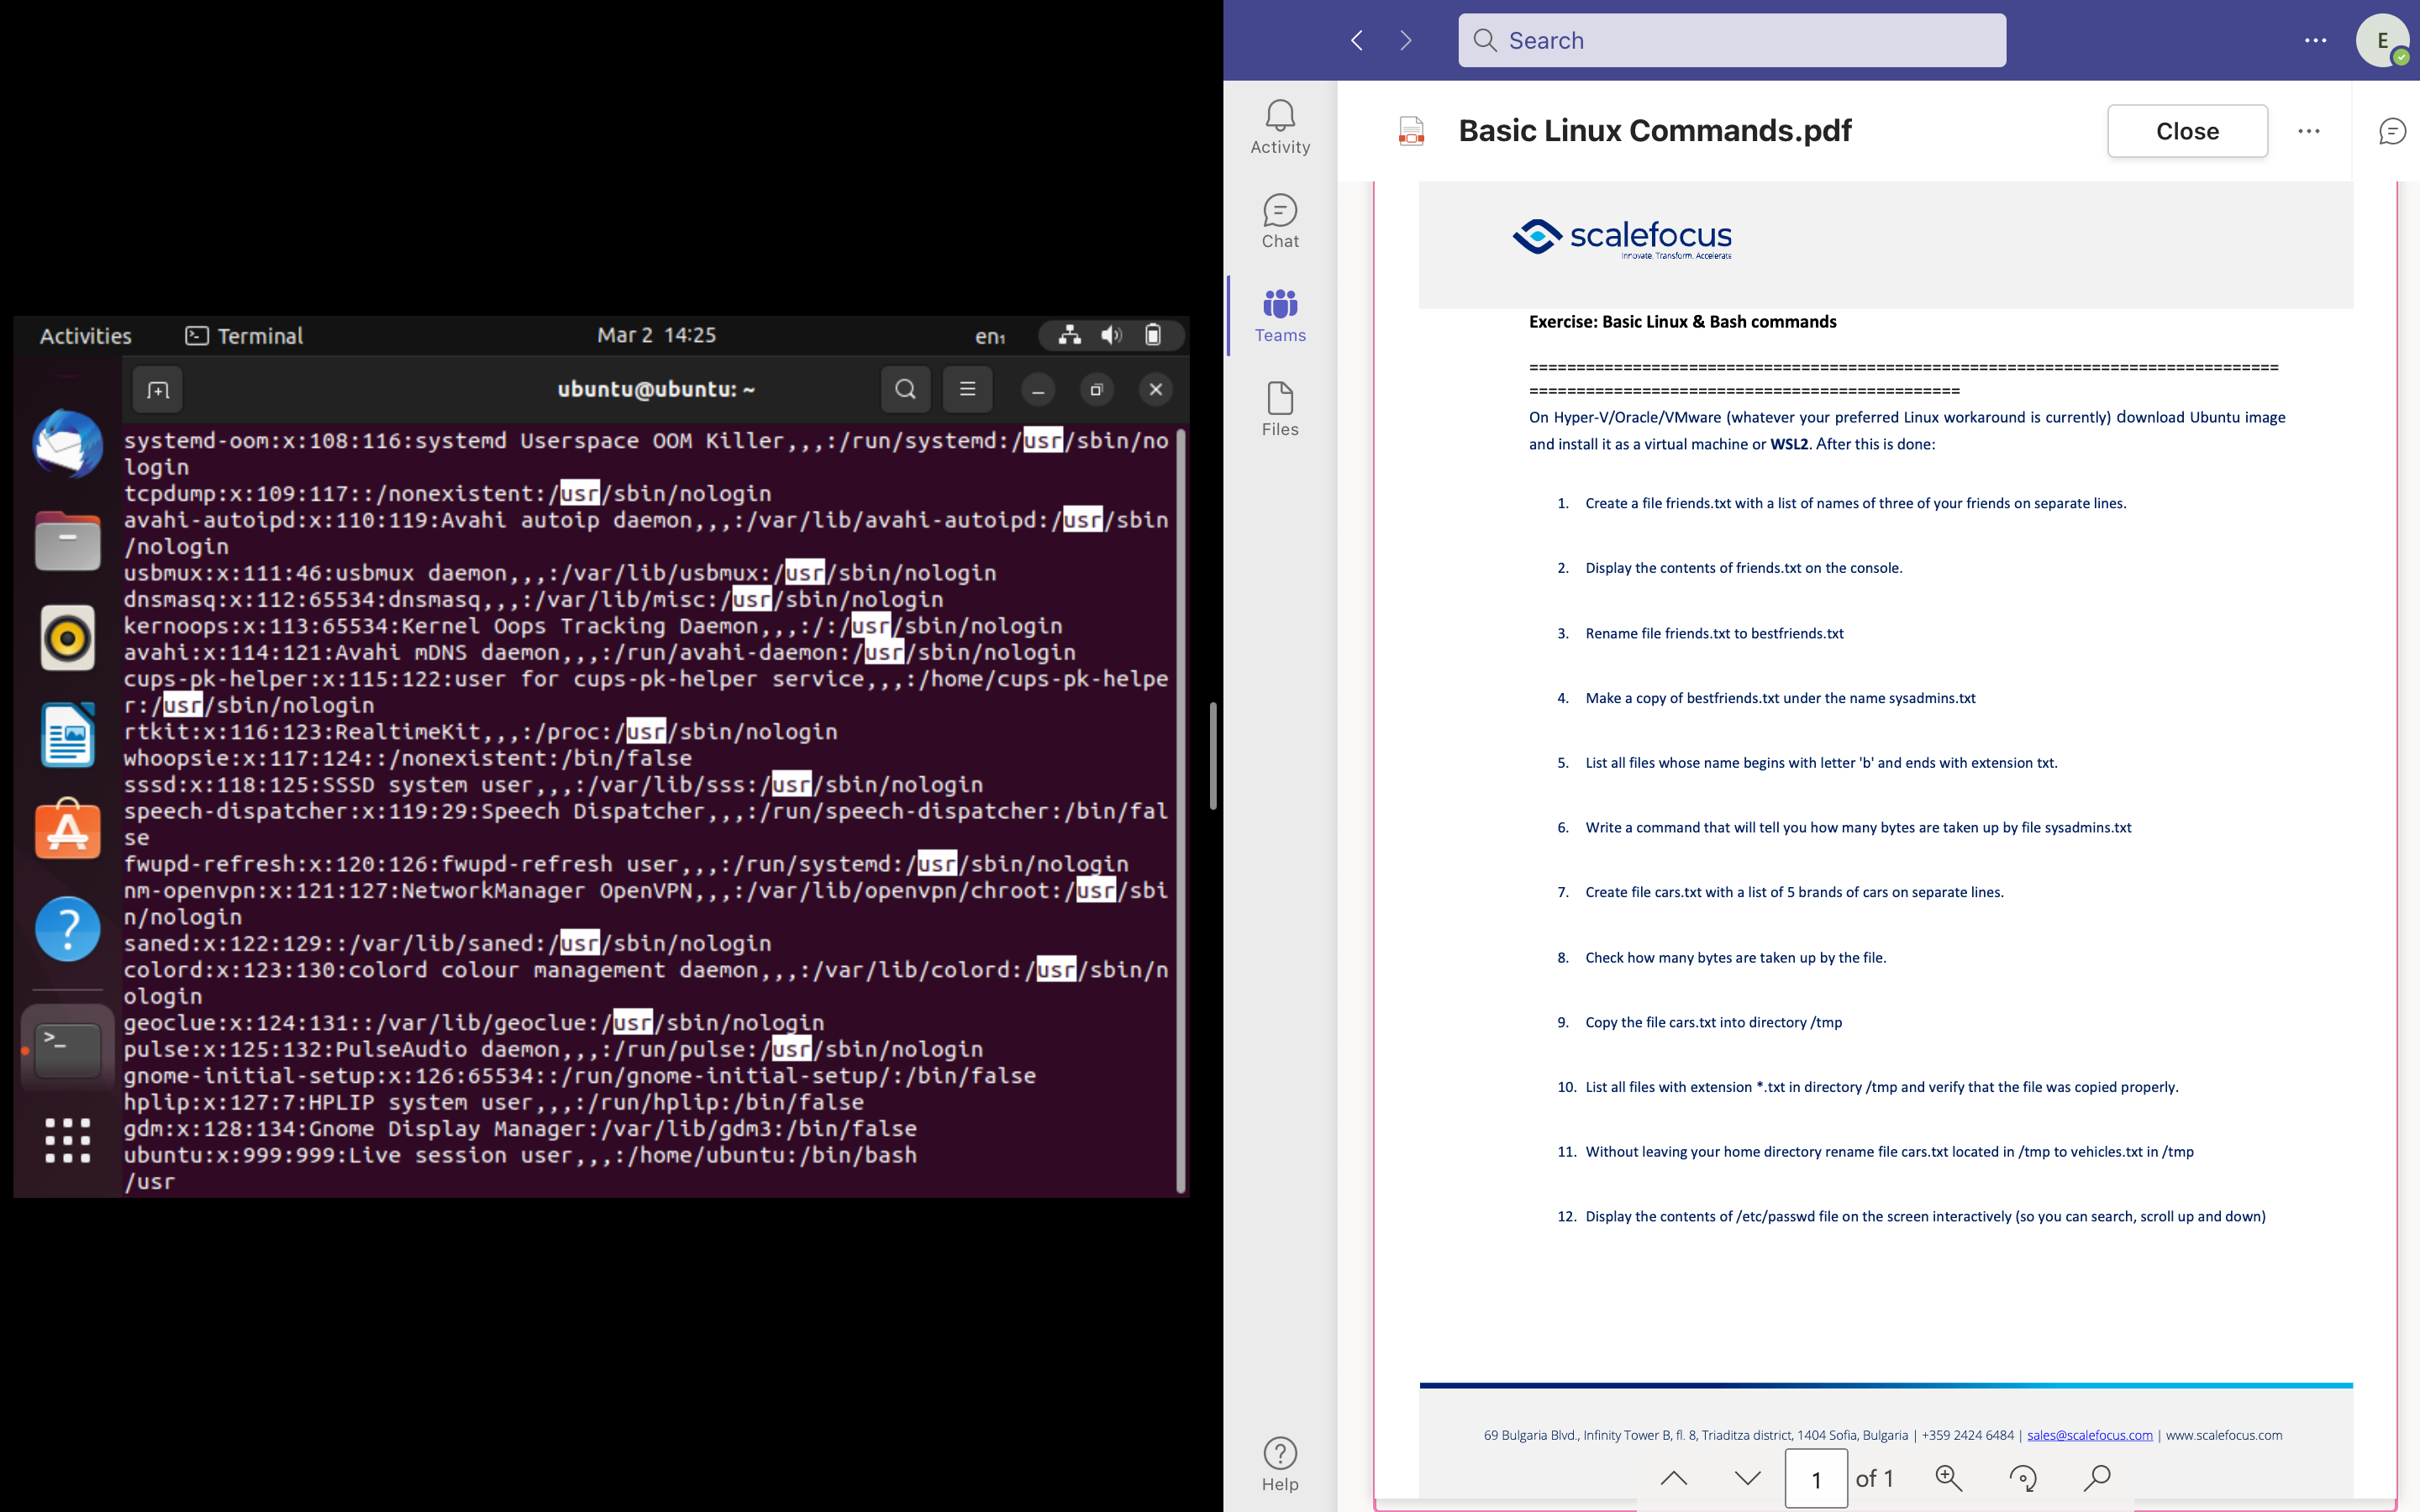 Activities
Terminal
Mar 2 14:25
en₁
ubuntu@ubuntu: ~
systemd-oom:x:108:116:systemd Userspace OOM Killer,,,:/run/systemd:/usr/sbin/no
login
tcpdump:x:109:117::/nonexistent:/usr/sbin/nologin
avahi-autoipd:x:110:119:Avahi autoip daemon,,,:/var/lib/avahi-autoipd:/usr/sbin
/nologin
usbmux:x:111:46:usbmux daemon,,,:/var/lib/usbmux:/usr/sbin/nologin
dnsmasq:x:112:65534:dnsmasq,,,:/var/lib/misc:/usr/sbin/nologin
kernoops:x:113:65534:Kernel Oops Tracking Daemon,,,:/:/usr/sbin/nologin
avahi:x:114:121:Avahi mDNS daemon,,,:/run/avahi-daemon:/usr/sbin/nologin
cups-pk-helper:x:115:122:user for cups-pk-helper service,,,:/home/cups-pk-helpe
r:/usr/sbin/nologin
rtkit:x:116:123:RealtimeKit,,,:/proc:/usr/sbin/nologin
whoopsie:x:117:124::/nonexistent:/bin/false
sssd:x:118:125:SSSD system user,,,:/var/lib/sss:/usr/sbin/nologin
speech-dispatcher:x:119:29:Speech Dispatcher,,,:/run/speech-dispatcher:/bin/fal
se
fwupd-refresh:x:120:126:fwupd-refresh user,,,:/run/systemd:/usr/sbin/nologin
nm-openvpn:x:121:127:NetworkManager OpenVPN,,,:/var/lib/openvpn/chroot:/usr/sbi
n/nologin
saned:x:122:129::/var/lib/saned:/usr/sbin/nologin
colord:x:123:130:colord colour management daemon,,,:/var/lib/colord:/usr/sbin/n
ologin
geoclue:x:124:131::/var/lib/geoclue:/usr/sbin/nologin
pulse:x:125:132:PulseAudio daemon,,,:/run/pulse:/usr/sbin/nologin
gnome-initial-setup:x:126:65534::/run/gnome-initial-setup/:/bin/false
hplip:x:127:7:HPLIP system user,,,:/run/hplip:/bin/false
gdm:x:128:134:Gnome Display Manager:/var/lib/gdm3:/bin/false
ubuntu:x:999:999:Live session user,,,:/home/ubuntu:/bin/bash
/usr
Search
E
Activity
Chat
Teams
Files
Help
Basic Linux Commands.pdf
Close
scalefocus
Innovate. Transform. Accelerate
Exercise: Basic Linux & Bash commands
================================================================================
==============================================
On Hyper-V/Oracle/VMware (whatever your preferred Linux workaround is currently) download Ubuntu image
and install it as a virtual machine or WSL2. After this is done:
1. Create a file friends.txt with a list of names of three of your friends on separate lines.
2. Display the contents of friends.txt on the console.
3. Rename file friends.txt to bestfriends.txt
4. Make a copy of bestfriends.txt under the name sysadmins.txt
5. List all files whose name begins with letter 'b' and ends with extension txt.
6. Write a command that will tell you how many bytes are taken up by file sysadmins.txt
7. Create file cars.txt with a list of 5 brands of cars on separate lines.
8. Check how many bytes are taken up by the file.
9. Copy the file cars.txt into directory /tmp
10. List all files with extension *.txt in directory /tmp and verify that the file was copied properly.
11. Without leaving your home directory rename file cars.txt located in /tmp to vehicles.txt in /tmp
12. Display the contents of /etc/passwd file on the screen interactively (so you can search, scroll up and down)
69 Bulgaria Blvd., Infinity Tower B, fl. 8, Triaditza district, 1404 Sofia, Bulgaria | +359 2424 6484 | sales@scalefocus.com | www.scalefocus.com
1 of 1